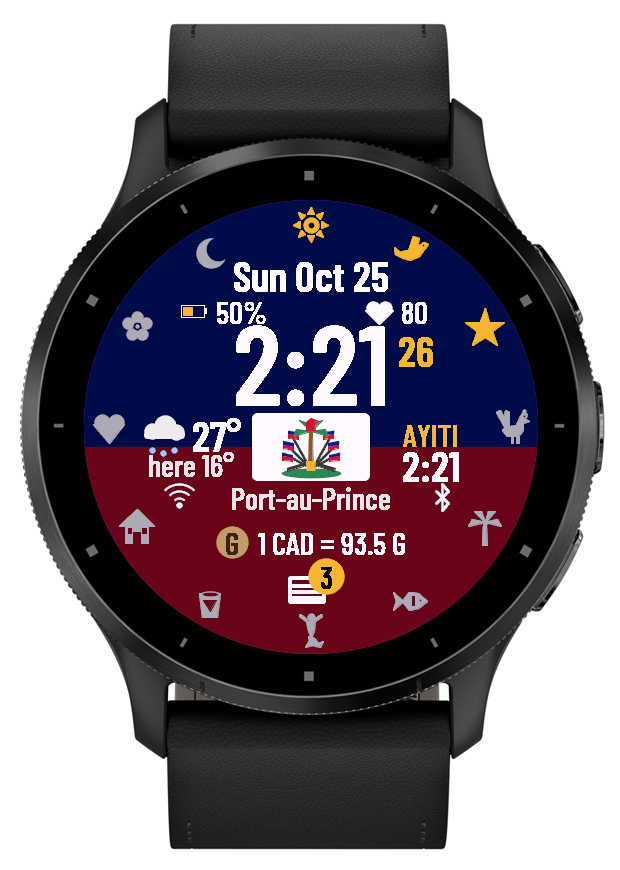 Sun Oct 25
50% 80
2:21 26
27° AYITI
here 16° 2:21
Port-au-Prince
G 1 CAD = 93.5 G
3